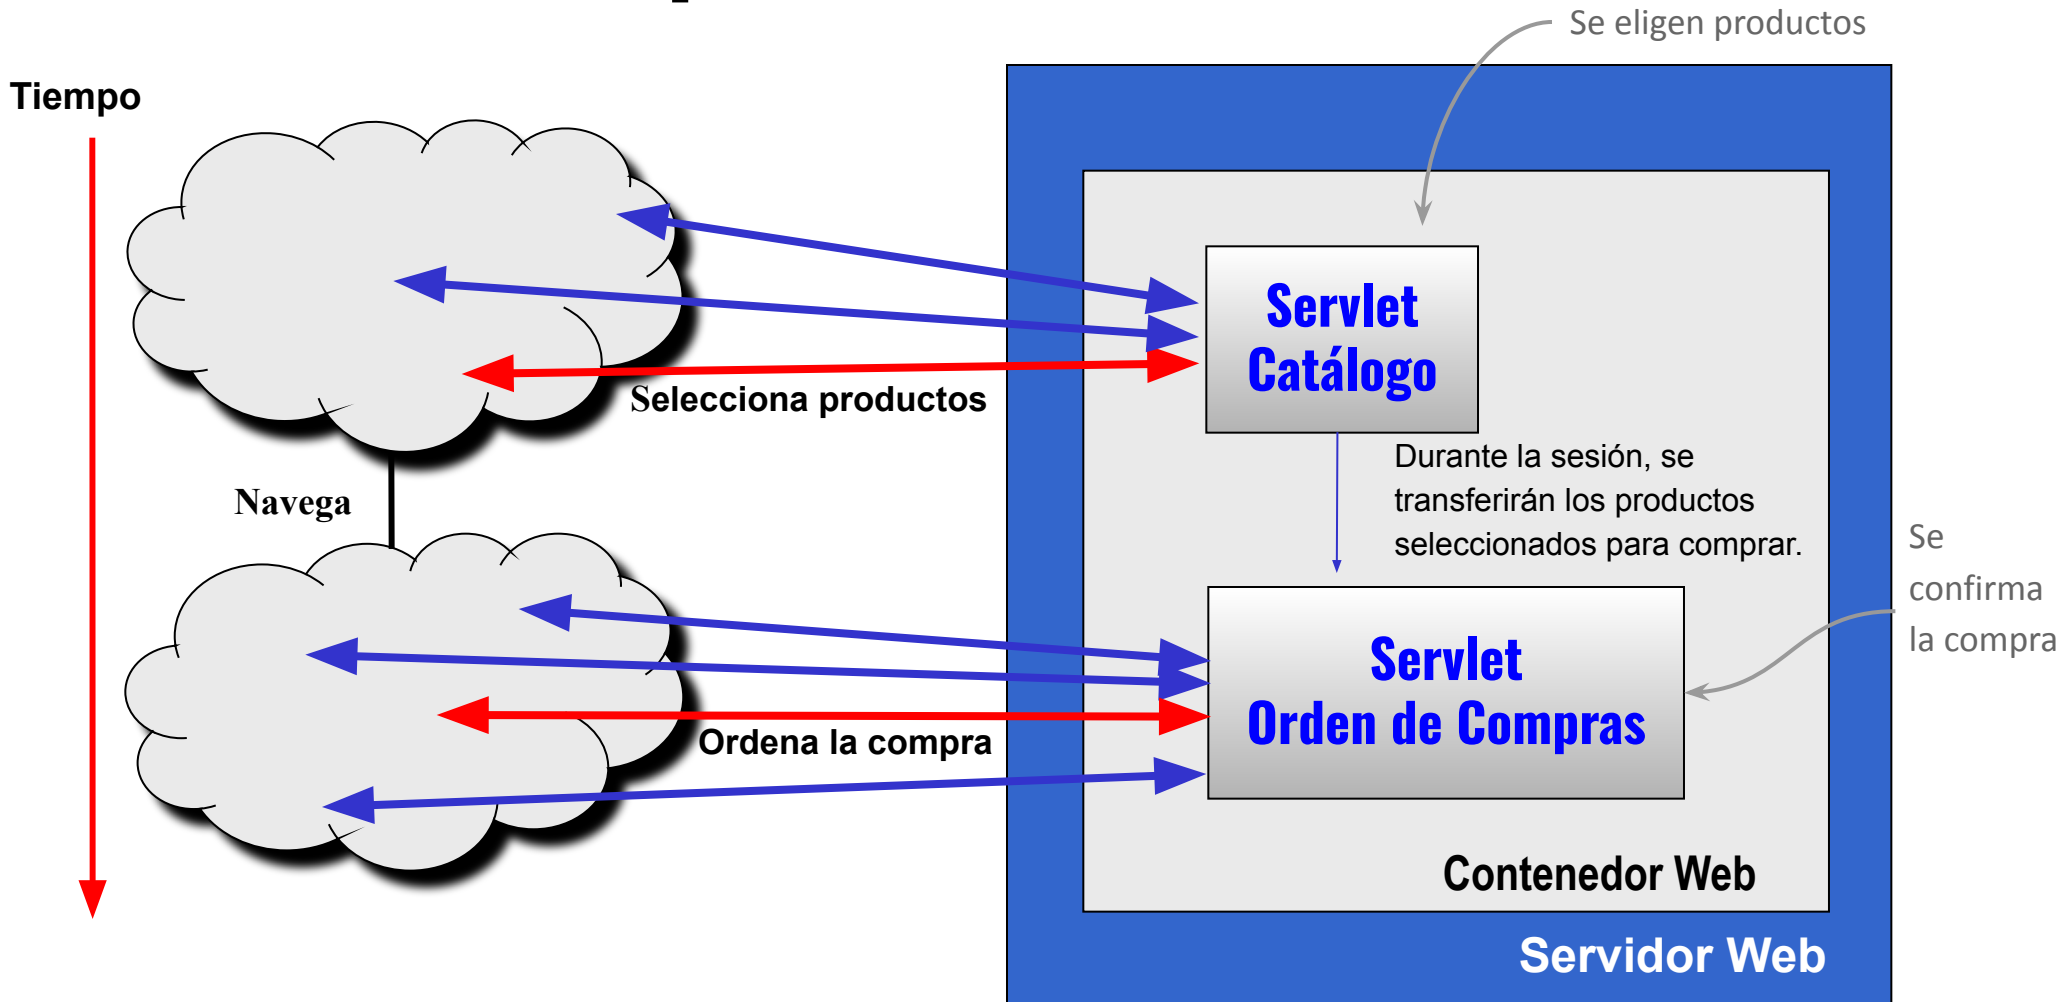 Se eligen productos
Tiempo
Servlet
Catálogo
Selecciona productos
Durante la sesión, se
transferirán los productos
seleccionados para comprar.
Navega
Se
confirma
la compra
Servlet
Orden de Compras
Ordena la compra
Contenedor Web
Servidor Web